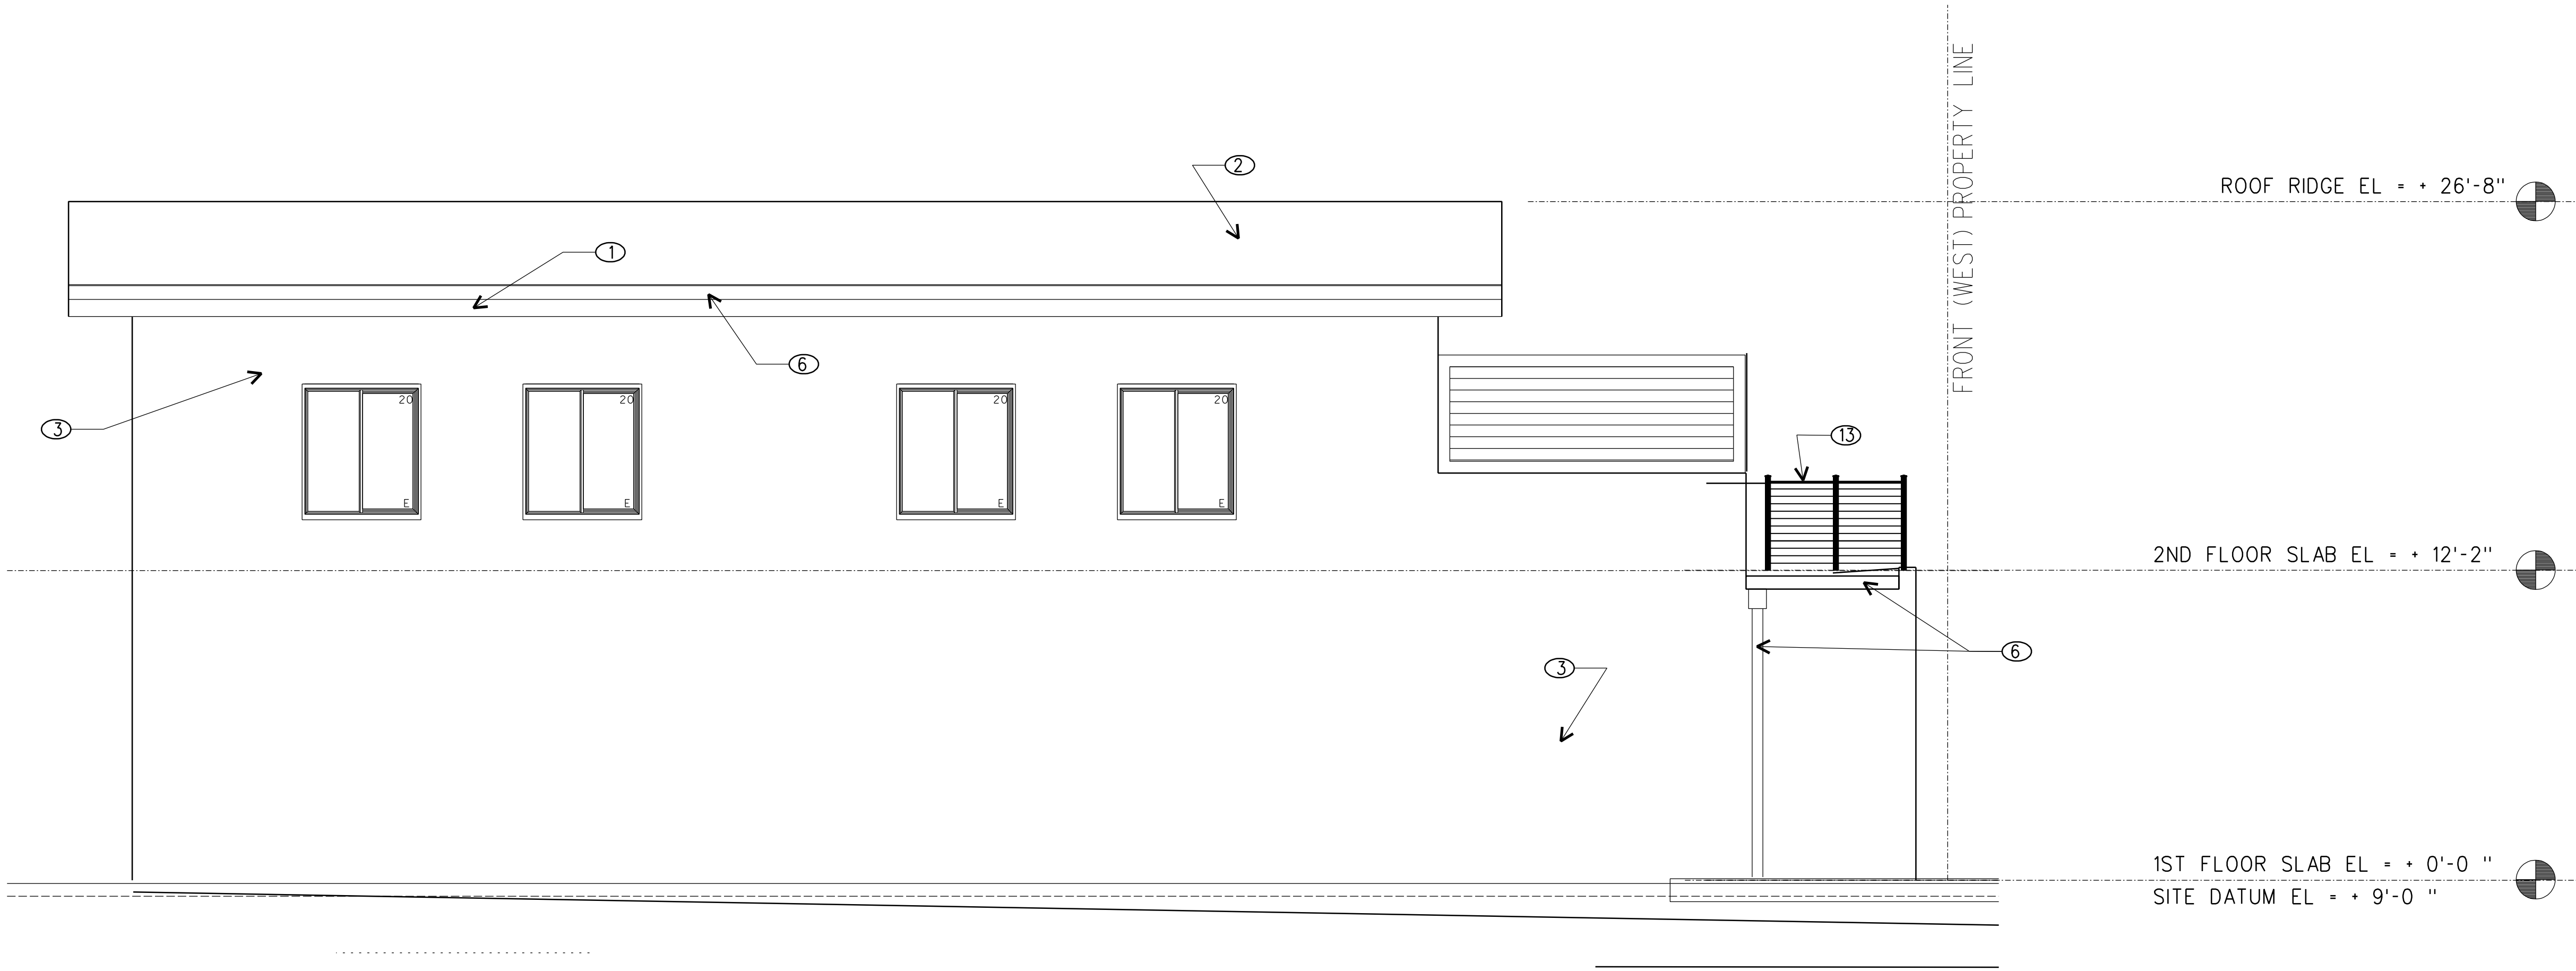 FRONT (WEST) PROPERTY LINE
2
ROOF RIDGE EL = + 26'-8"
1
6
3
20
20
20
20
13
E
E
E
E
2ND FLOOR SLAB EL = + 12'-2"
6
3
1ST FLOOR SLAB EL = + 0'-0 "
SITE DATUM EL = + 9'-0 "